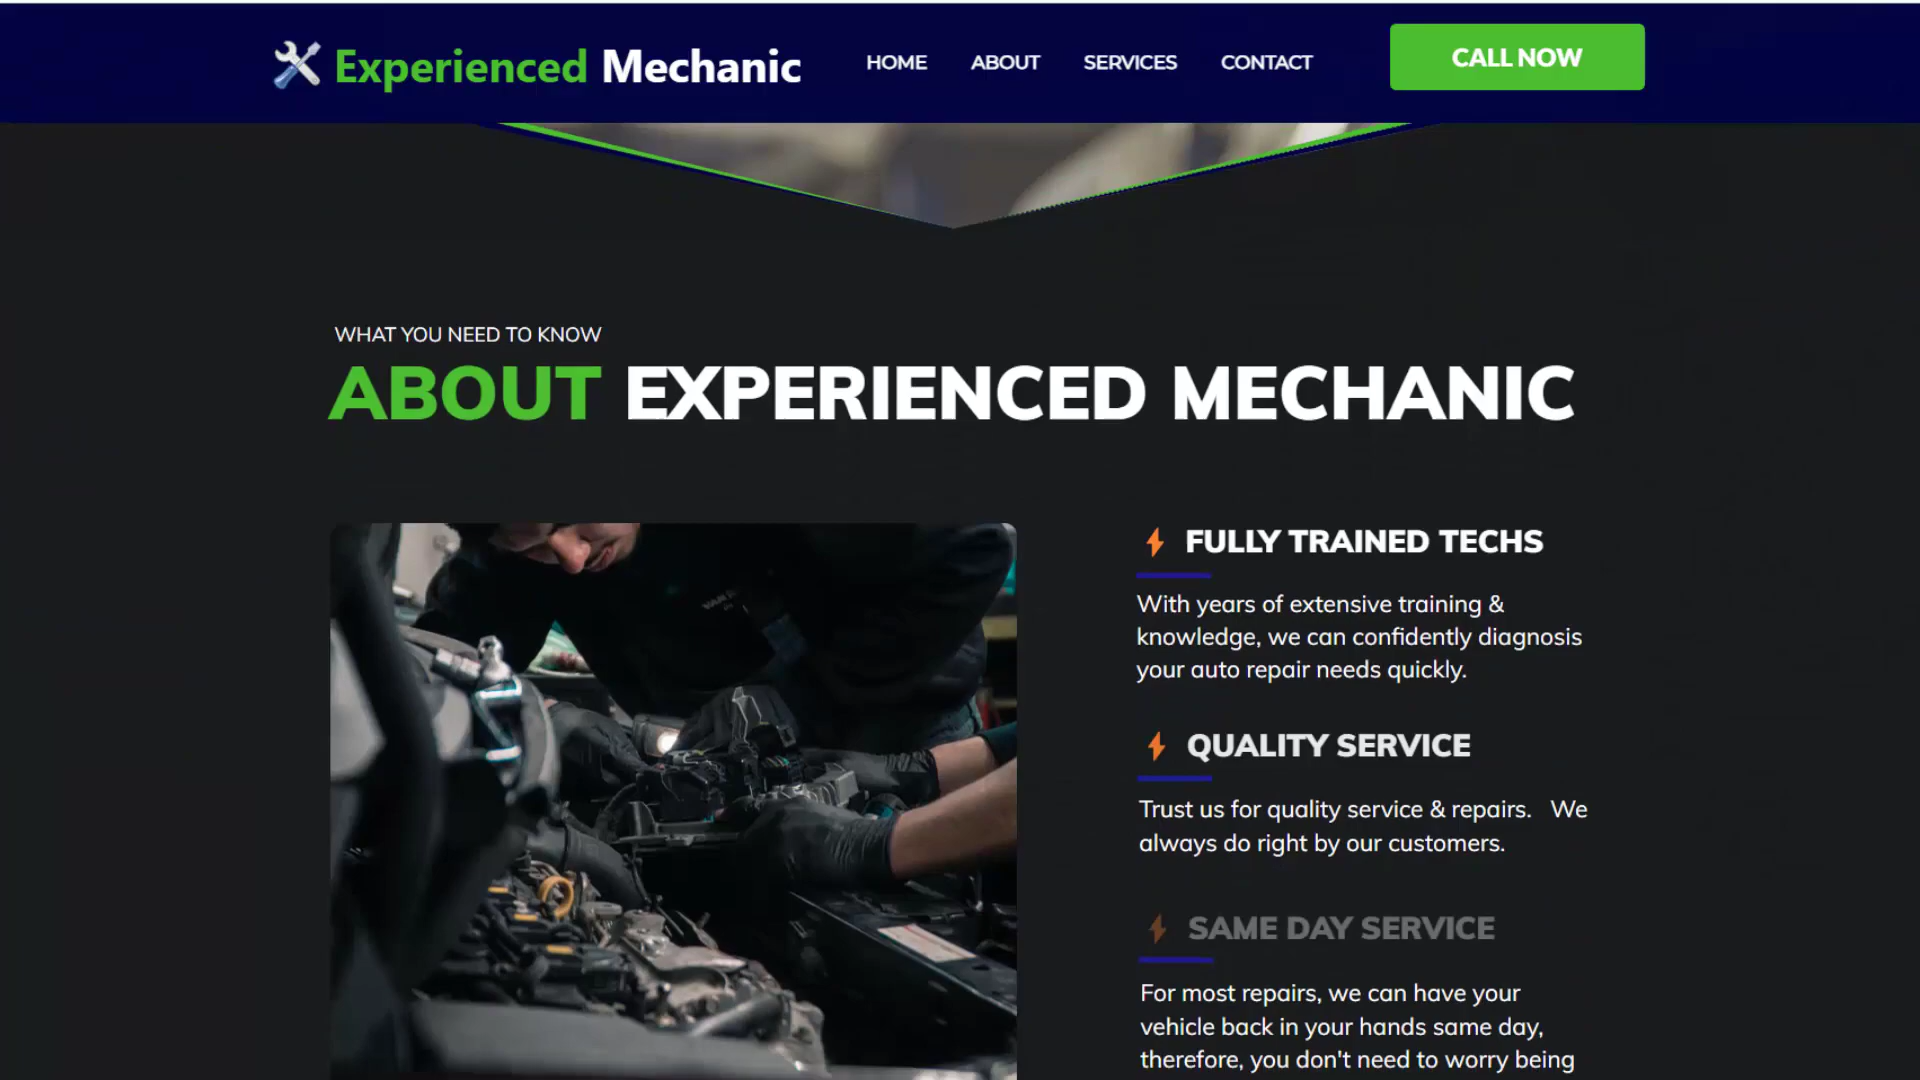 Experienced Mechanic
HOME ABOUT SERVICES CONTACT
CALL NOW
WHAT YOU NEED TO KNOW
ABOUT EXPERIENCED MECHANIC
FULLY TRAINED TECHS
With years of extensive training &
knowledge, we can confidently diagnosis
your auto repair needs quickly.
QUALITY SERVICE
Trust us for quality service & repairs. We
always do right by our customers.
SAME DAY SERVICE
For most repairs, we can have your
vehicle back in your hands same day,
therefore, you don't need to worry being